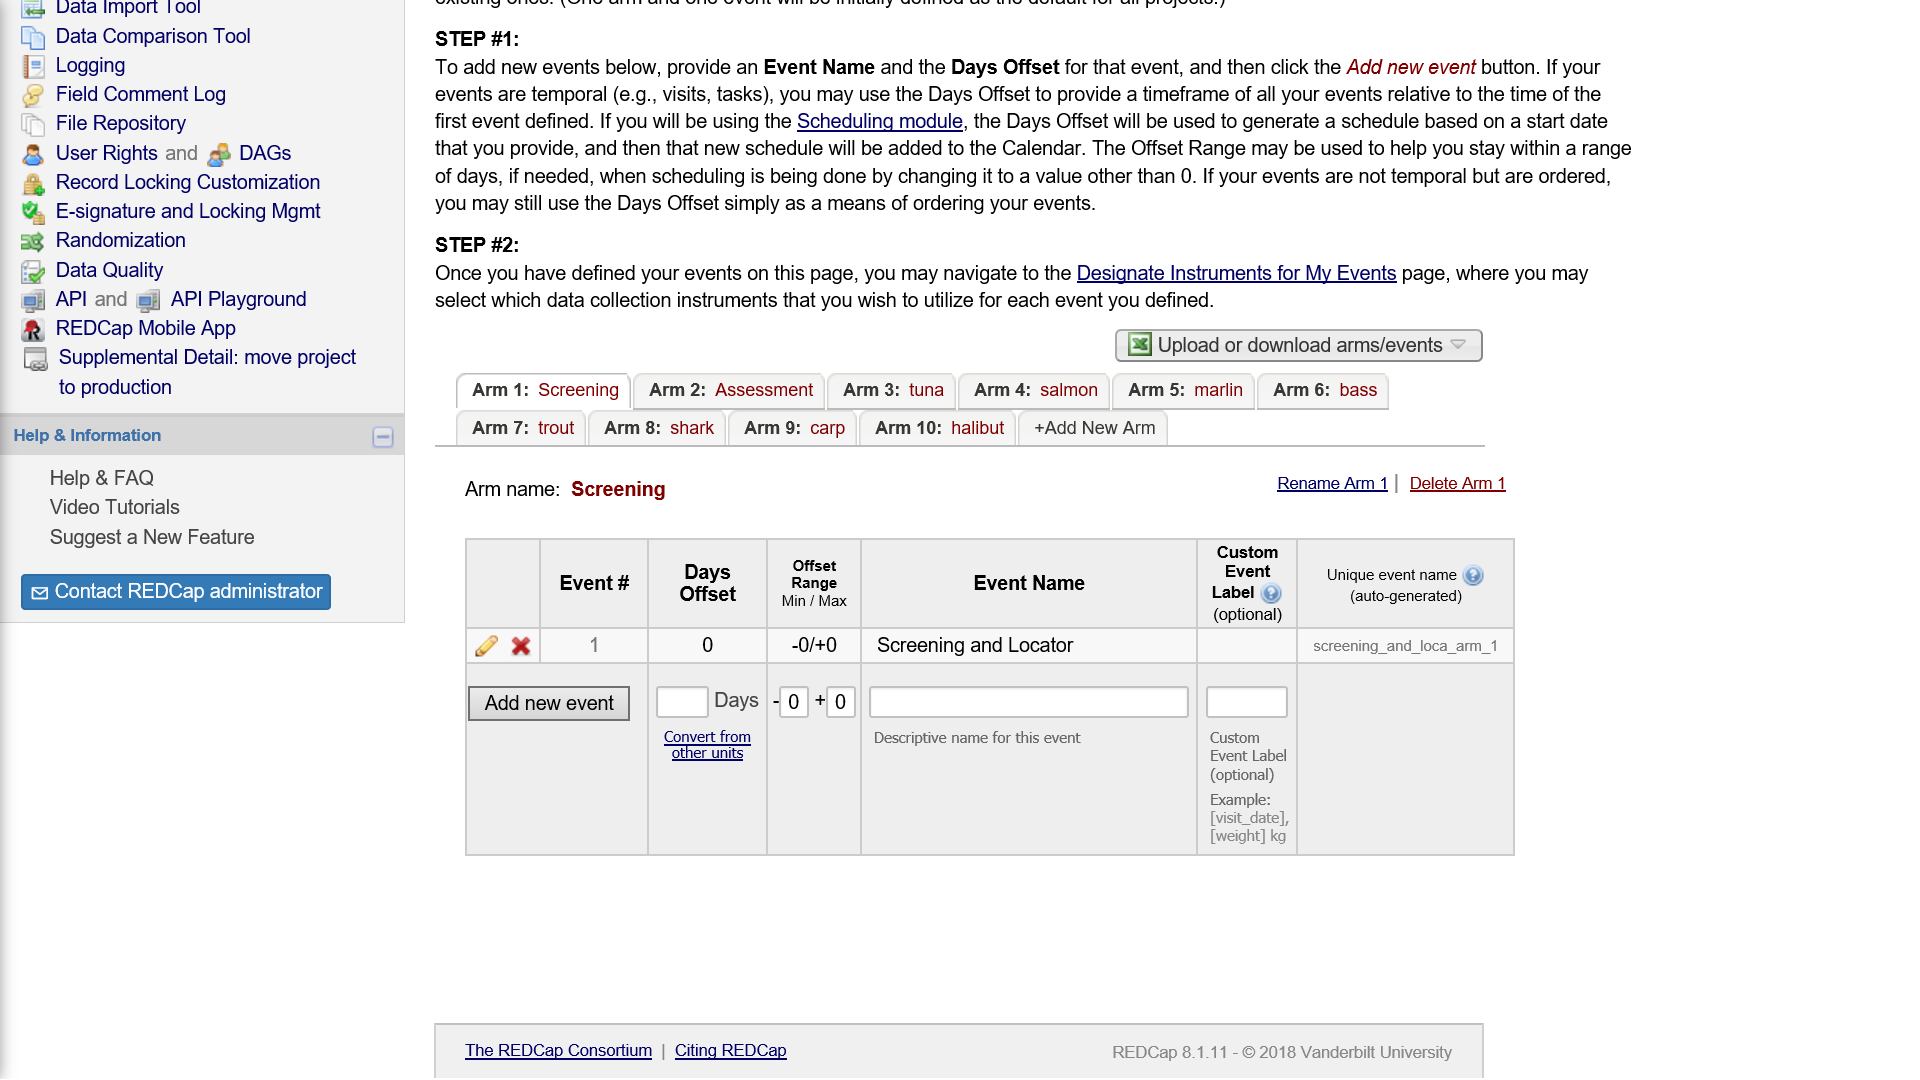 Data Import Tool
Data Comparison Tool
Logging
Field Comment Log
File Repository
User Rights and DAGs
Record Locking Customization
E-signature and Locking Mgmt
Randomization
Data Quality
API and API Playground
REDCap Mobile App
Supplemental Detail: move project
to production
Help & Information
Help & FAQ
Video Tutorials
Suggest a New Feature
Contact REDCap administrator
existing ones. (One arm and one event will be initially defined as the default for all projects.)
STEP #1:
To add new events below, provide an Event Name and the Days Offset for that event, and then click the Add new event button. If your
events are temporal (e.g., visits, tasks), you may use the Days Offset to provide a timeframe of all your events relative to the time of the
first event defined. If you will be using the Scheduling module, the Days Offset will be used to generate a schedule based on a start date
that you provide, and then that new schedule will be added to the Calendar. The Offset Range may be used to help you stay within a range
of days, if needed, when scheduling is being done by changing it to a value other than 0. If your events are not temporal but are ordered,
you may still use the Days Offset simply as a means of ordering your events.
STEP #2:
Once you have defined your events on this page, you may navigate to the Designate Instruments for My Events page, where you may
select which data collection instruments that you wish to utilize for each event you defined.
Upload or download arms/events
Arm 1: Screening Arm 2: Assessment Arm 3: tuna Arm 4: salmon Arm 5: marlin Arm 6: bass
Arm 7: trout Arm 8: shark Arm 9: carp Arm 10: halibut +Add New Arm
Arm name: Screening
Rename Arm 1 | Delete Arm 1
Event #
Days
Offset
Offset
Range
Min / Max
Event Name
Custom
Event
Label
(optional)
Unique event name
(auto-generated)
1 0 -0/+0 Screening and Locator screening_and_loca_arm_1
Add new event
Days
Convert from
other units
- 0 + 0
Descriptive name for this event
Custom
Event Label
(optional)
Example:
[visit_date],
[weight] kg
The REDCap Consortium | Citing REDCap
REDCap 8.1.11 - © 2018 Vanderbilt University